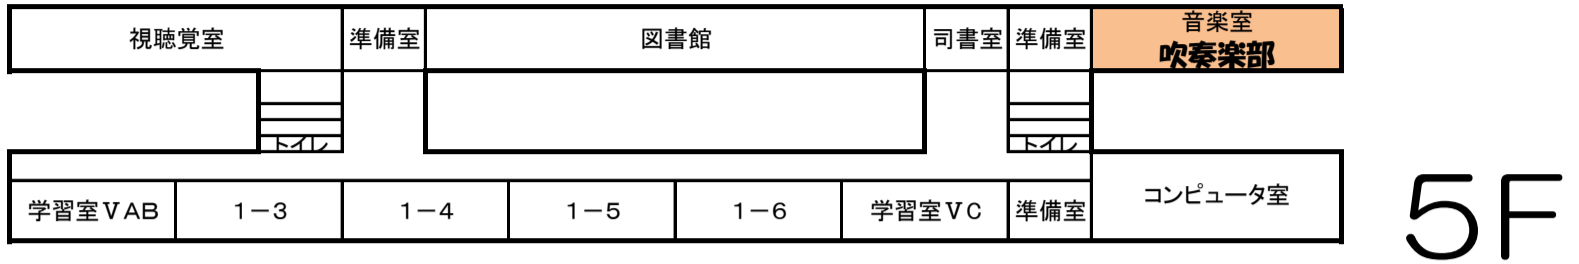 視聴覚室
準備室
図書館
司書室
準備室
音楽室
吹奏楽部
トイレ
トイレ
学習室ⅤAB
1－3
1－4
1－5
1－6
学習室ⅤC
準備室
コンピュータ室
5F